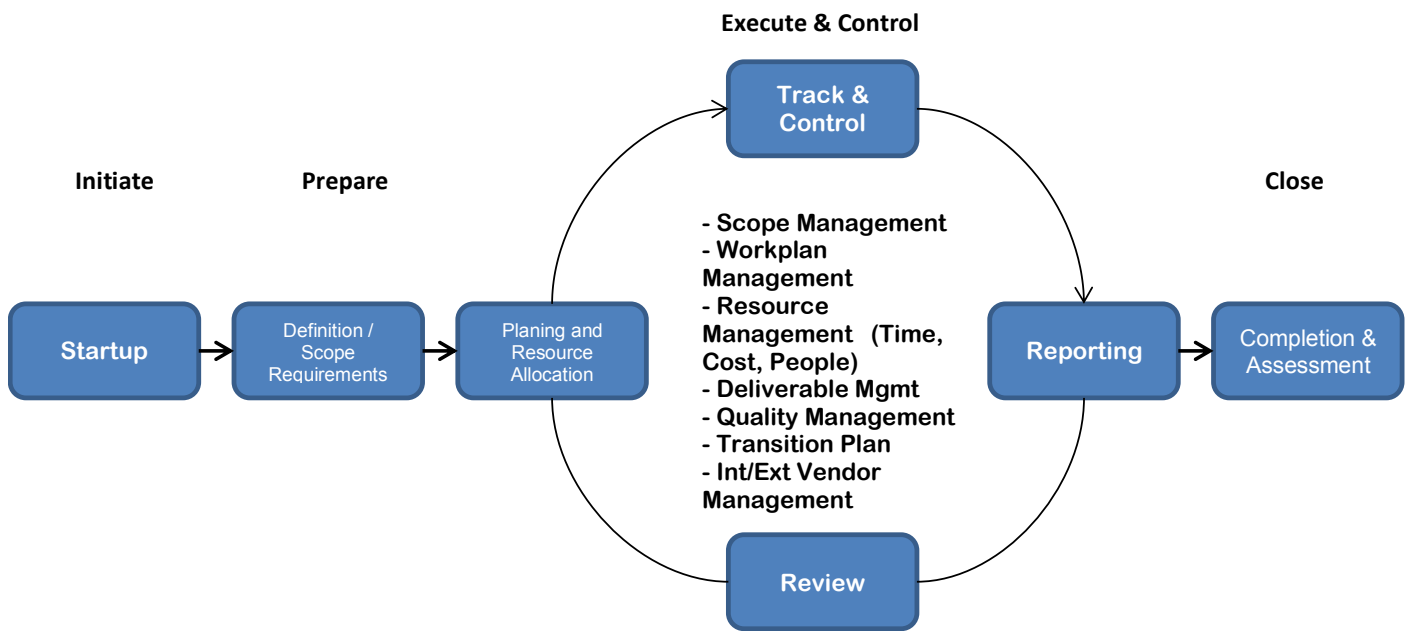 Execute & Control
Track &
Control
Initiate
Prepare
Close
- Scope Management
- Workplan
Management
- Resource
Management (Time,
Cost, People)
- Deliverable Mgmt
- Quality Management
- Transition Plan
- Int/Ext Vendor
Management
Startup
Definition /
Scope
Requirements
Planing and
Resource
Allocation
Reporting
Completion &
Assessment
Review